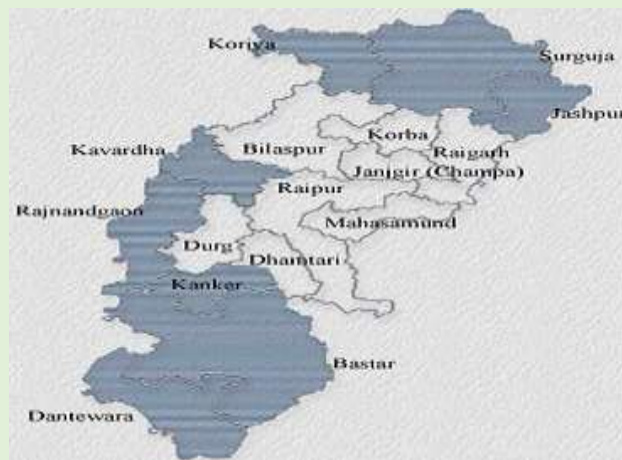 Koriya
Surguja
Jashpur
Korba
Kavardha
Bilaspur
Raigarh
Janjgir (Champa)
Raipur
Rajnandgaon
Mahasamund
Durg
Dhamtari
Kanker
Bastar
Dantewara